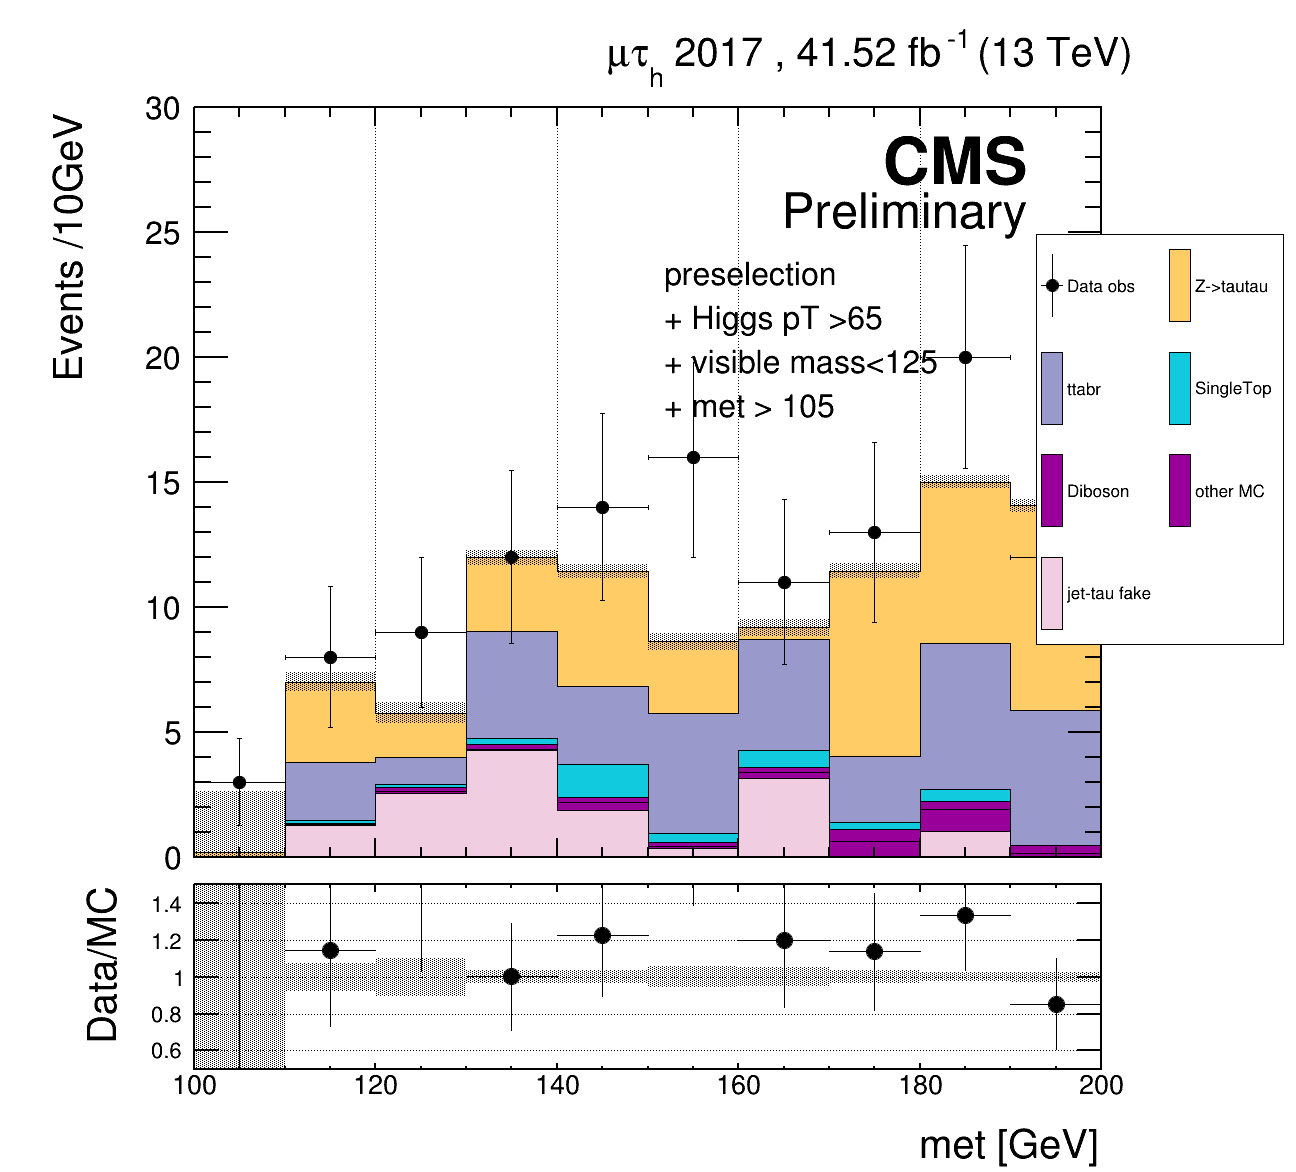 μτh 2017 , 41.52 fb-1 (13 TeV)
Events /10GeV
30
25
20
15
10
5
0
CMS
Preliminary
preselection
+ Higgs pT >65
+ visible mass<125
+ met > 105
Data obs
Z->tautau
ttabr
SingleTop
Diboson
other MC
jet-tau fake
Data/MC
1.4
1.2
1
0.8
0.6
100 120 140 160 180 200
met [GeV]